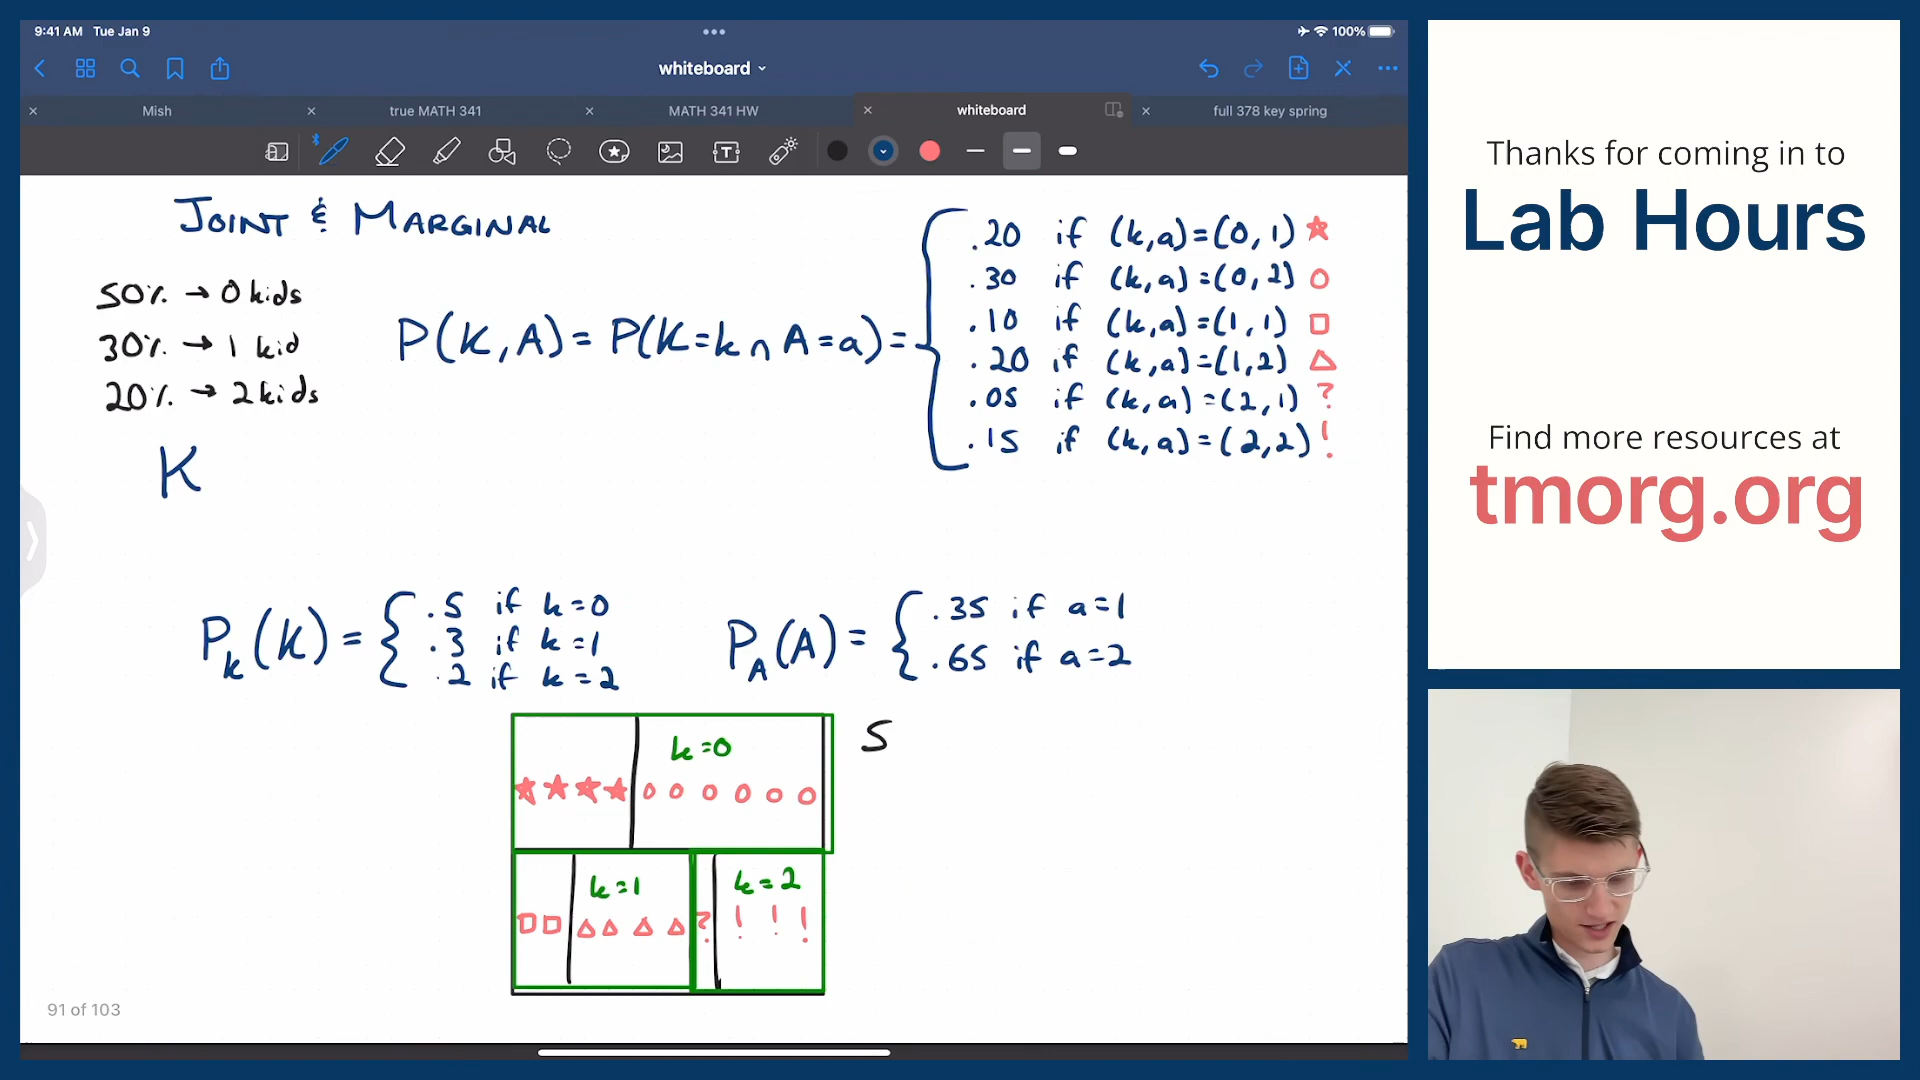 9:41 AM Tue Jan 9
100%
whiteboard
Mish
true MATH 341
MATH 341 HW
whiteboard
full 378 key spring
JOINT & MARGINAL
50% → 0 kids
30% → 1 kid
20% → 2 kids
K
P(K,A) = P(K=k ∩ A=a) =
.20 if (k,a)=(0,1)
.30 if (k,a)=(0,2)
.10 if (k,a)=(1,1)
.20 if (k,a)=(1,2)
.05 if (k,a)=(2,1) ?
.15 if (k,a)=(2,2) !
P_k(K) =
.5 if k=0
.3 if k=1
.2 if k=2
P_A(A) =
.35 if a=1
.65 if a=2
S
k=0
k=1
k=2
? ! ! !
91 of 103
Thanks for coming in to
Lab Hours
Find more resources at
tmorg.org